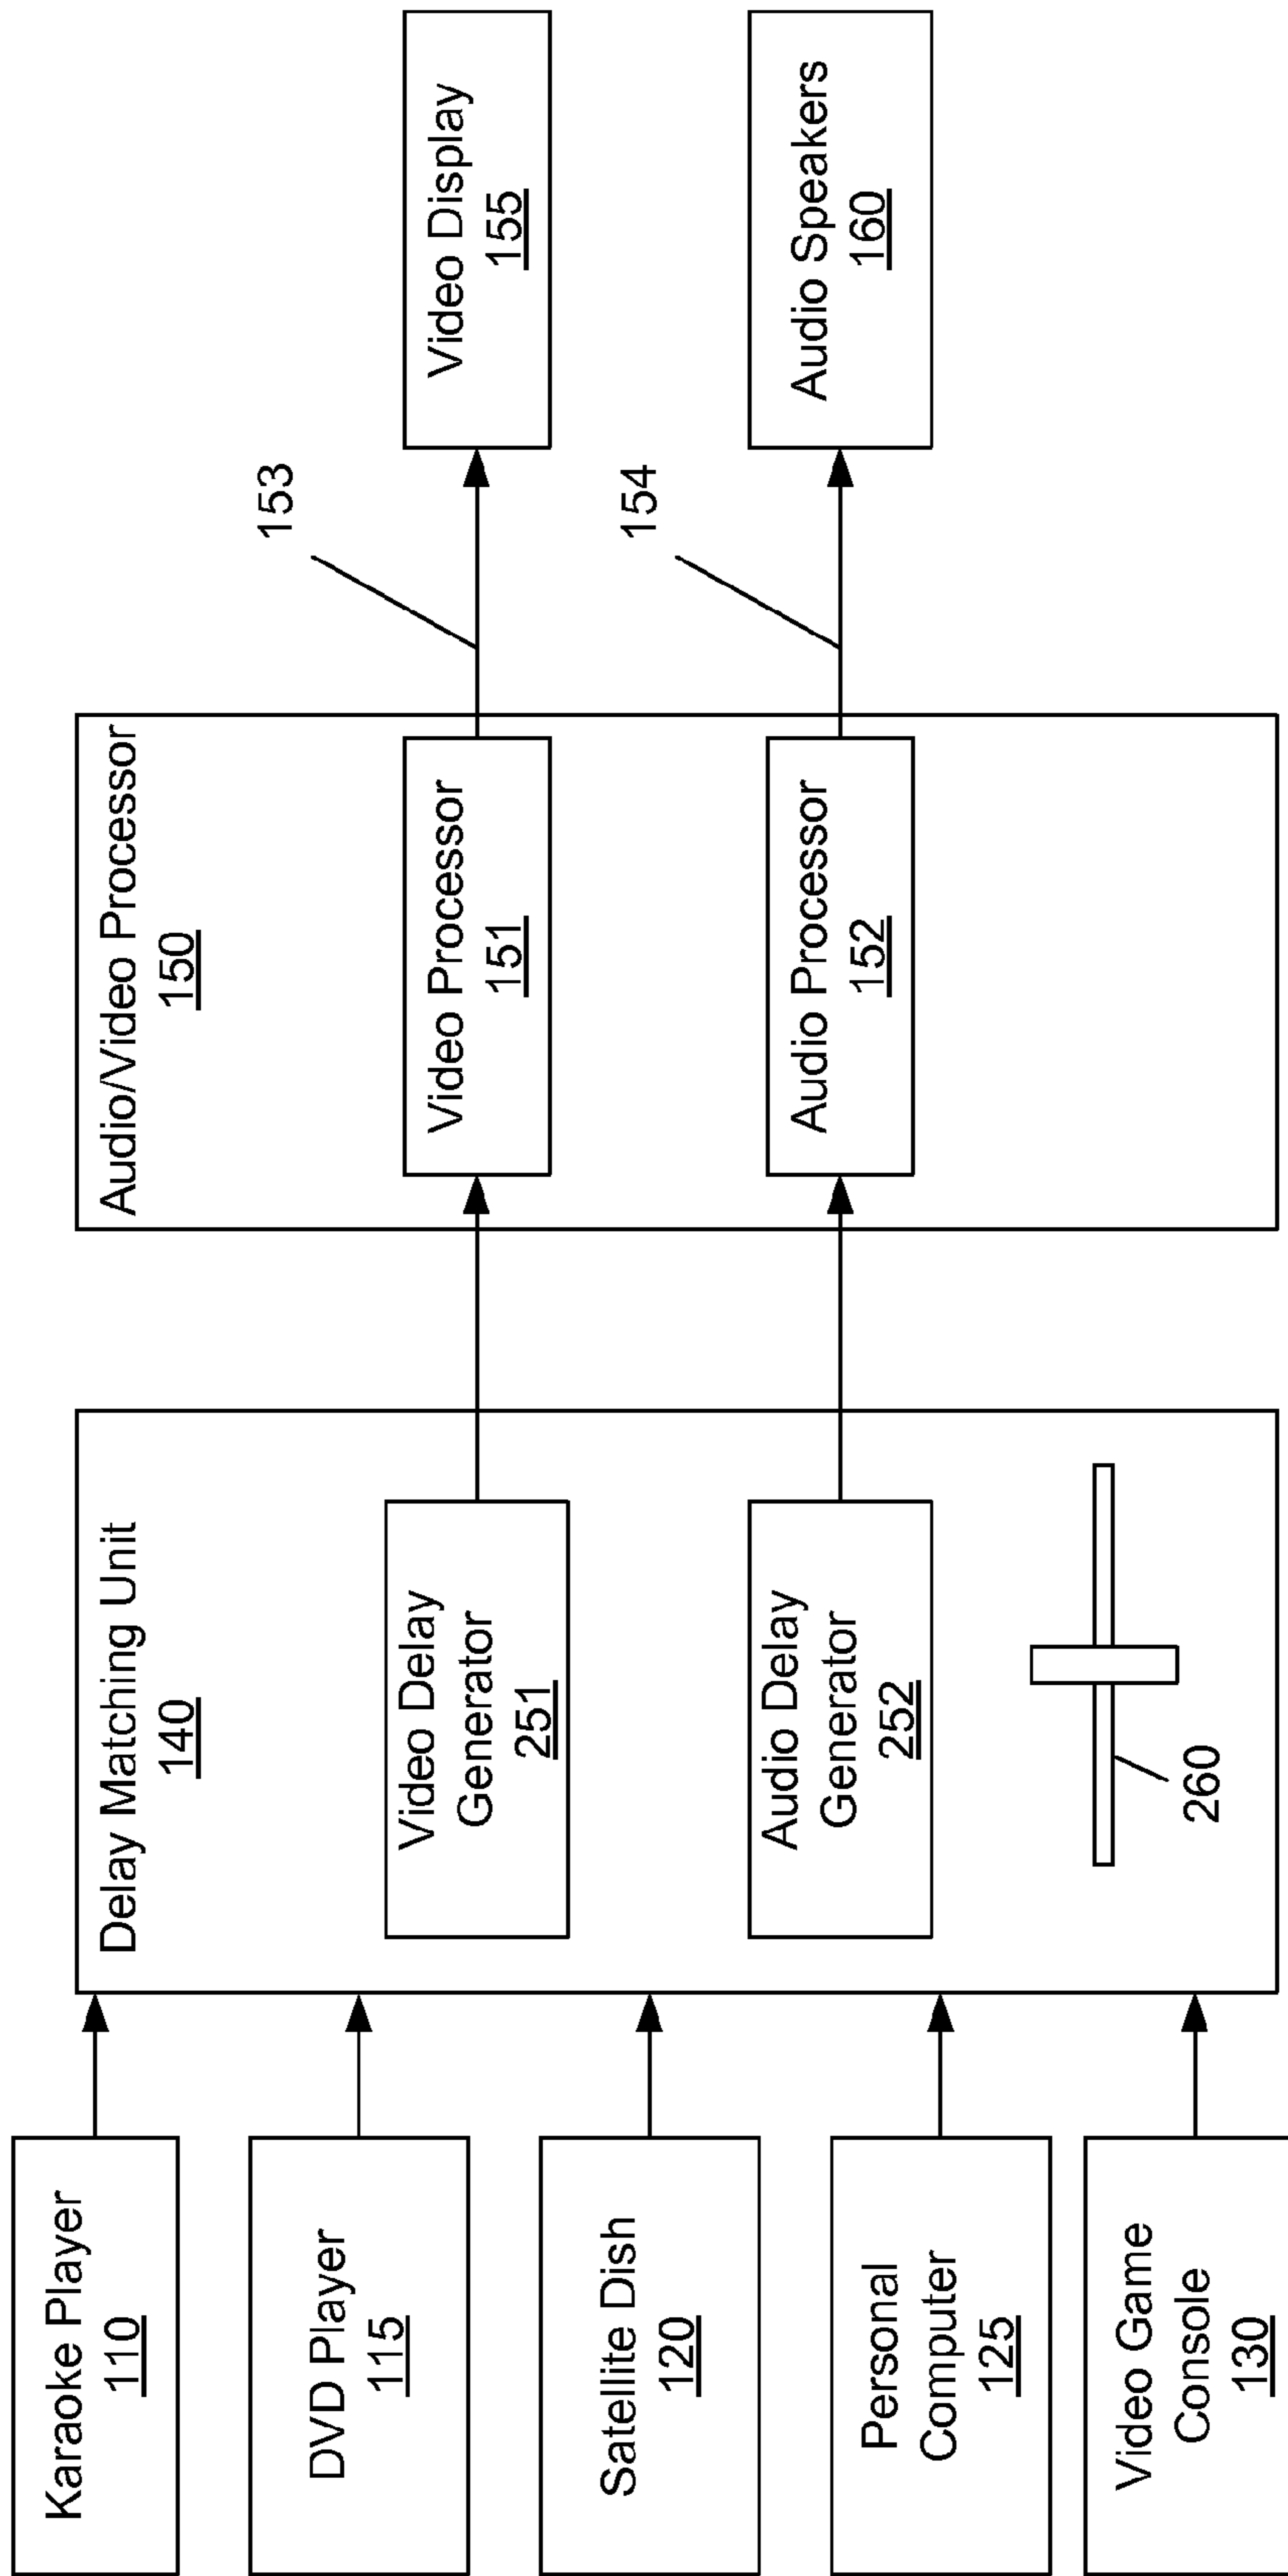 Karaoke Player
110
DVD Player
115
Satellite Dish
120
Personal
Computer
125
Video Game
Console
130
Delay Matching Unit
140
Video Delay
Generator
251
Audio Delay
Generator
252
260
Audio/Video Processor
150
Video Processor
151
Audio Processor
152
153
154
Video Display
155
Audio Speakers
160